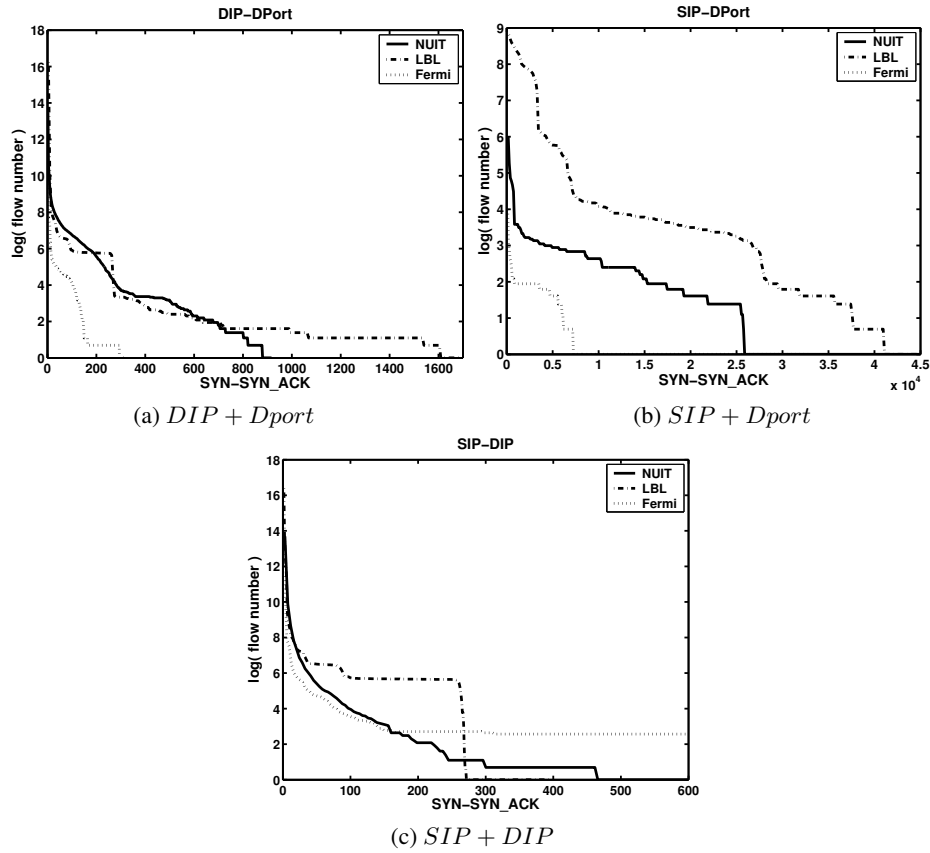 DIP−DPort
18
16
14
12
10
8
6
4
2
0
log( flow number )
0 200 400 600 800 1000 1200 1400 1600
SYN−SYN_ACK
NUIT
LBL
Fermi
(a) DIP + Dport
SIP−DPort
9
8
7
6
5
4
3
2
1
0
log( flow number )
0 0.5 1 1.5 2 2.5 3 3.5 4 4.5
x 10^4
SYN−SYN_ACK
NUIT
LBL
Fermi
(b) SIP + Dport
SIP−DIP
18
16
14
12
10
8
6
4
2
0
log( flow number )
0 100 200 300 400 500 600
SYN−SYN_ACK
NUIT
LBL
Fermi
(c) SIP + DIP